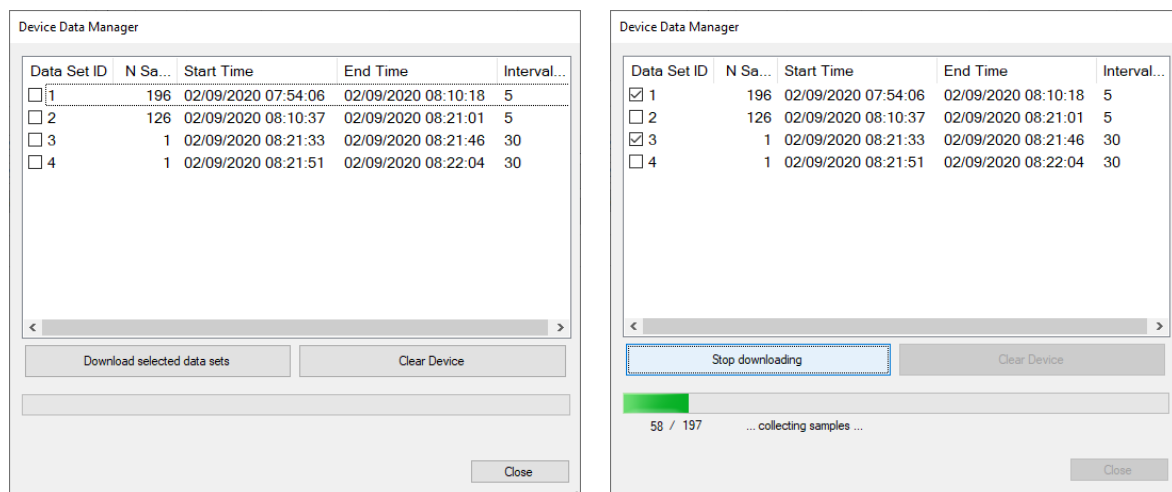 Device Data Manager
Data Set ID N Sa... Start Time End Time Interval...
1 196 02/09/2020 07:54:06 02/09/2020 08:10:18 5
2 126 02/09/2020 08:10:37 02/09/2020 08:21:01 5
3 1 02/09/2020 08:21:33 02/09/2020 08:21:46 30
4 1 02/09/2020 08:21:51 02/09/2020 08:22:04 30
Download selected data sets Clear Device
Close
Device Data Manager
Data Set ID N Sa... Start Time End Time Interval...
1 196 02/09/2020 07:54:06 02/09/2020 08:10:18 5
2 126 02/09/2020 08:10:37 02/09/2020 08:21:01 5
3 1 02/09/2020 08:21:33 02/09/2020 08:21:46 30
4 1 02/09/2020 08:21:51 02/09/2020 08:22:04 30
Stop downloading Clear Device
58 / 197 ... collecting samples ...
Close